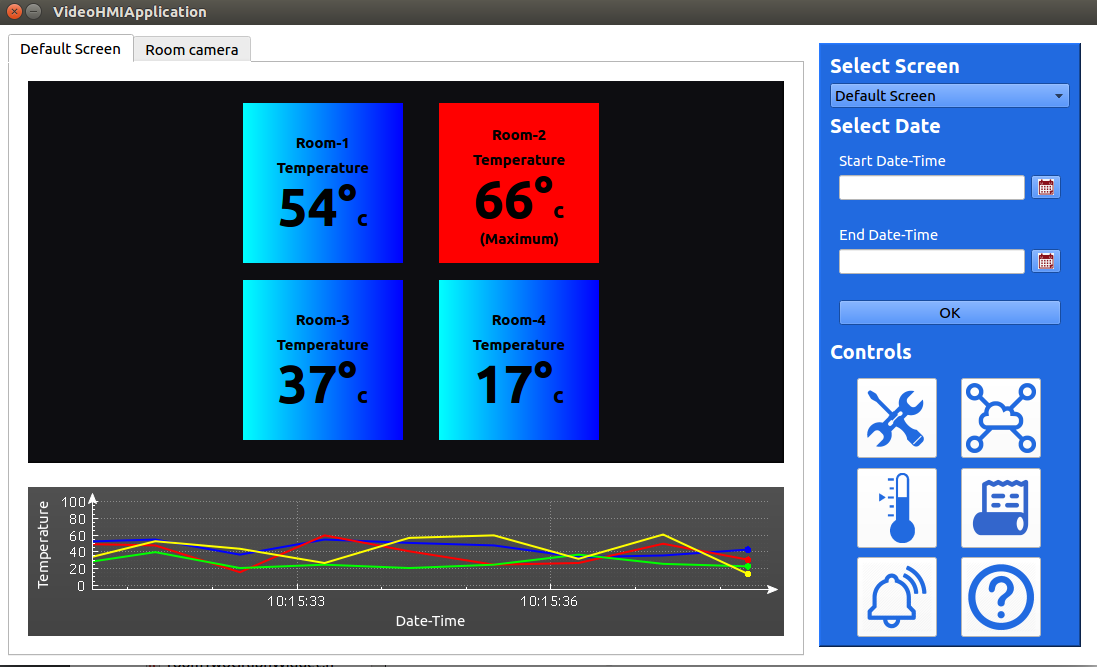 VideoHMIApplication
Default Screen
Room camera
Room-1
Temperature
54°c
Room-2
Temperature
66°c
(Maximum)
Room-3
Temperature
37°c
Room-4
Temperature
17°c
Temperature
100
80
60
40
20
0
10:15:33
10:15:36
Date-Time
Select Screen
Default Screen
Select Date
Start Date-Time
End Date-Time
OK
Controls
?